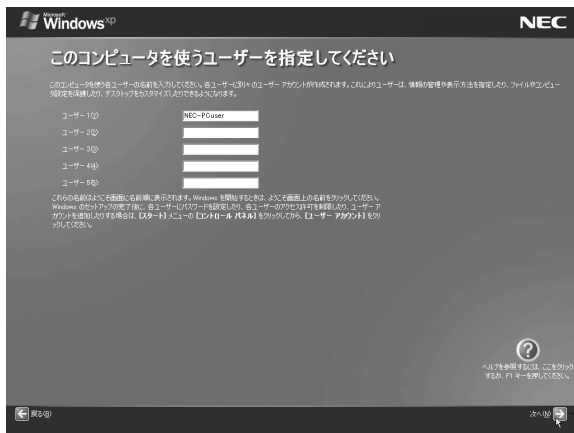 Microsoft
Windows xp
NEC
このコンピュータを使うユーザーを指定してください
このコンピュータを使う各ユーザーの名前を入力してください。各ユーザーに別々のユーザー アカウントが作成されます。これによりユーザーは、情報の管理や表示方法を指定したり、ファイルやコンピュー
タ設定を保護したり、デスクトップをカスタマイズしたりできるようになります。
ユーザー 1(Y):
NEC-PCuser
ユーザー 2(2):
ユーザー 3(3):
ユーザー 4(4):
ユーザー 5(5):
これらの名前はようこそ画面に名前順に表示されます。Windows を開始するときは、ようこそ画面上の名前をクリックしてください。
Windows のセットアップの完了後に、各ユーザーにパスワードを設定したり、各ユーザーのアクセス許可を制限したり、ユーザー ア
カウントを追加したりする場合は、[スタート] メニューの [コントロール パネル] をクリックしてから、[ユーザー アカウント] をクリ
ックしてください。
ヘルプを参照するには、ここをクリック
するか、F1 キーを押してください。
戻る(B)
次へ(N)